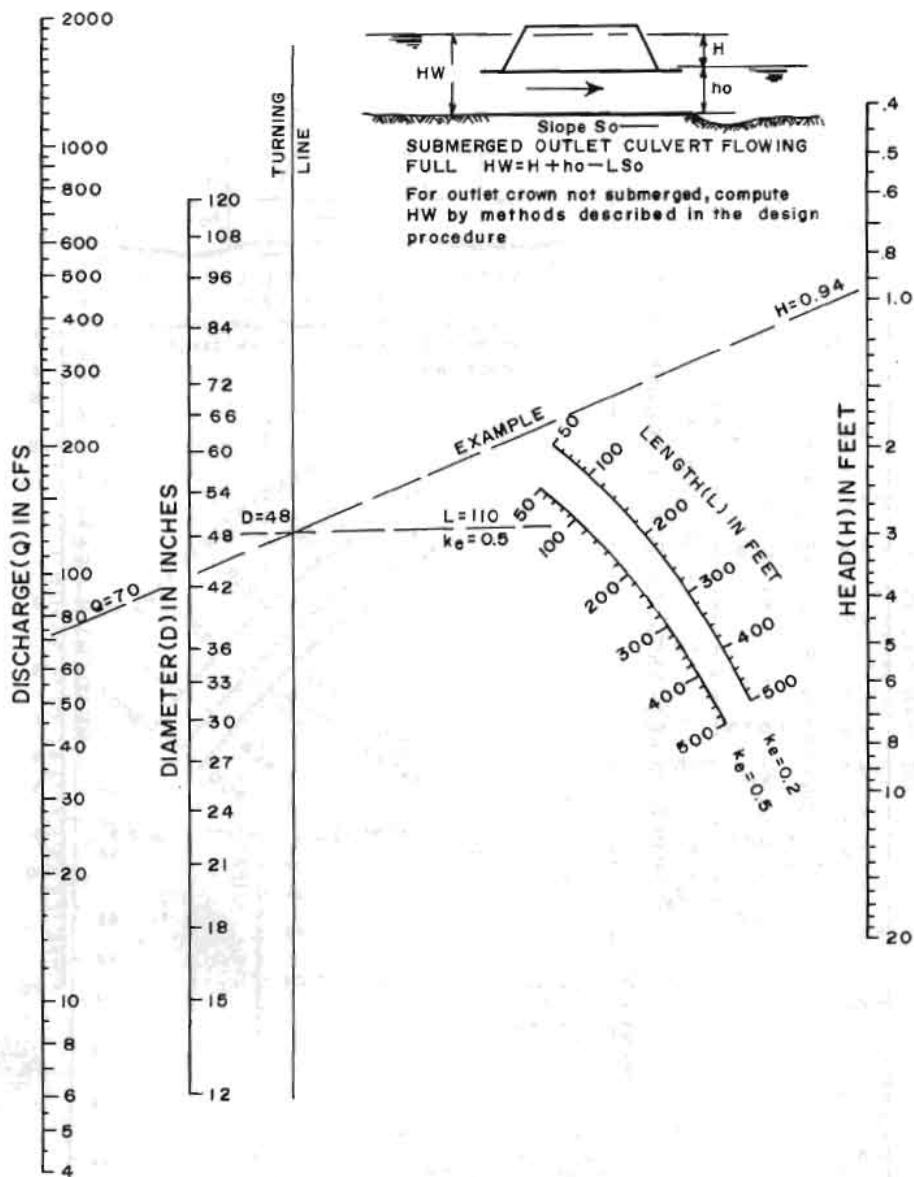 2000
1000
800
600
500
400
300
200
100
80
60
50
40
30
20
10
8
6
5
4
DISCHARGE(Q) IN CFS
120
108
96
84
72
66
60
54
48
42
36
33
30
27
24
21
18
15
12
DIAMETER(D) IN INCHES
TURNING
LINE
HW
H
ho
Slope So
SUBMERGED OUTLET CULVERT FLOWING
FULL HW=H+ho-LSo
For outlet crown not submerged, compute
HW by methods described in the design
procedure
Q=70
D=48
EXAMPLE
L=110
ke=0.5
H=0.94
LENGTH(L) IN FEET
50
100
200
300
400
500
ke=0.2
50
100
200
300
400
500
ke=0.5
.4
.5
.6
.8
1.0
2
3
4
5
6
8
10
20
HEAD(H) IN FEET